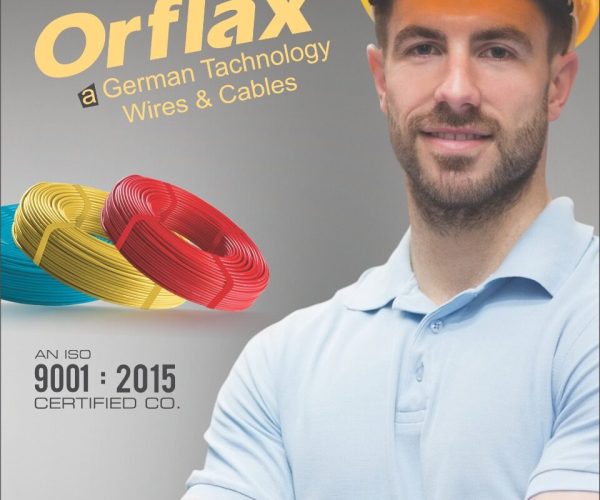 Orflax
a German Tachnology
Wires & Cables
AN ISO
9001 : 2015
CERTIFIED CO.